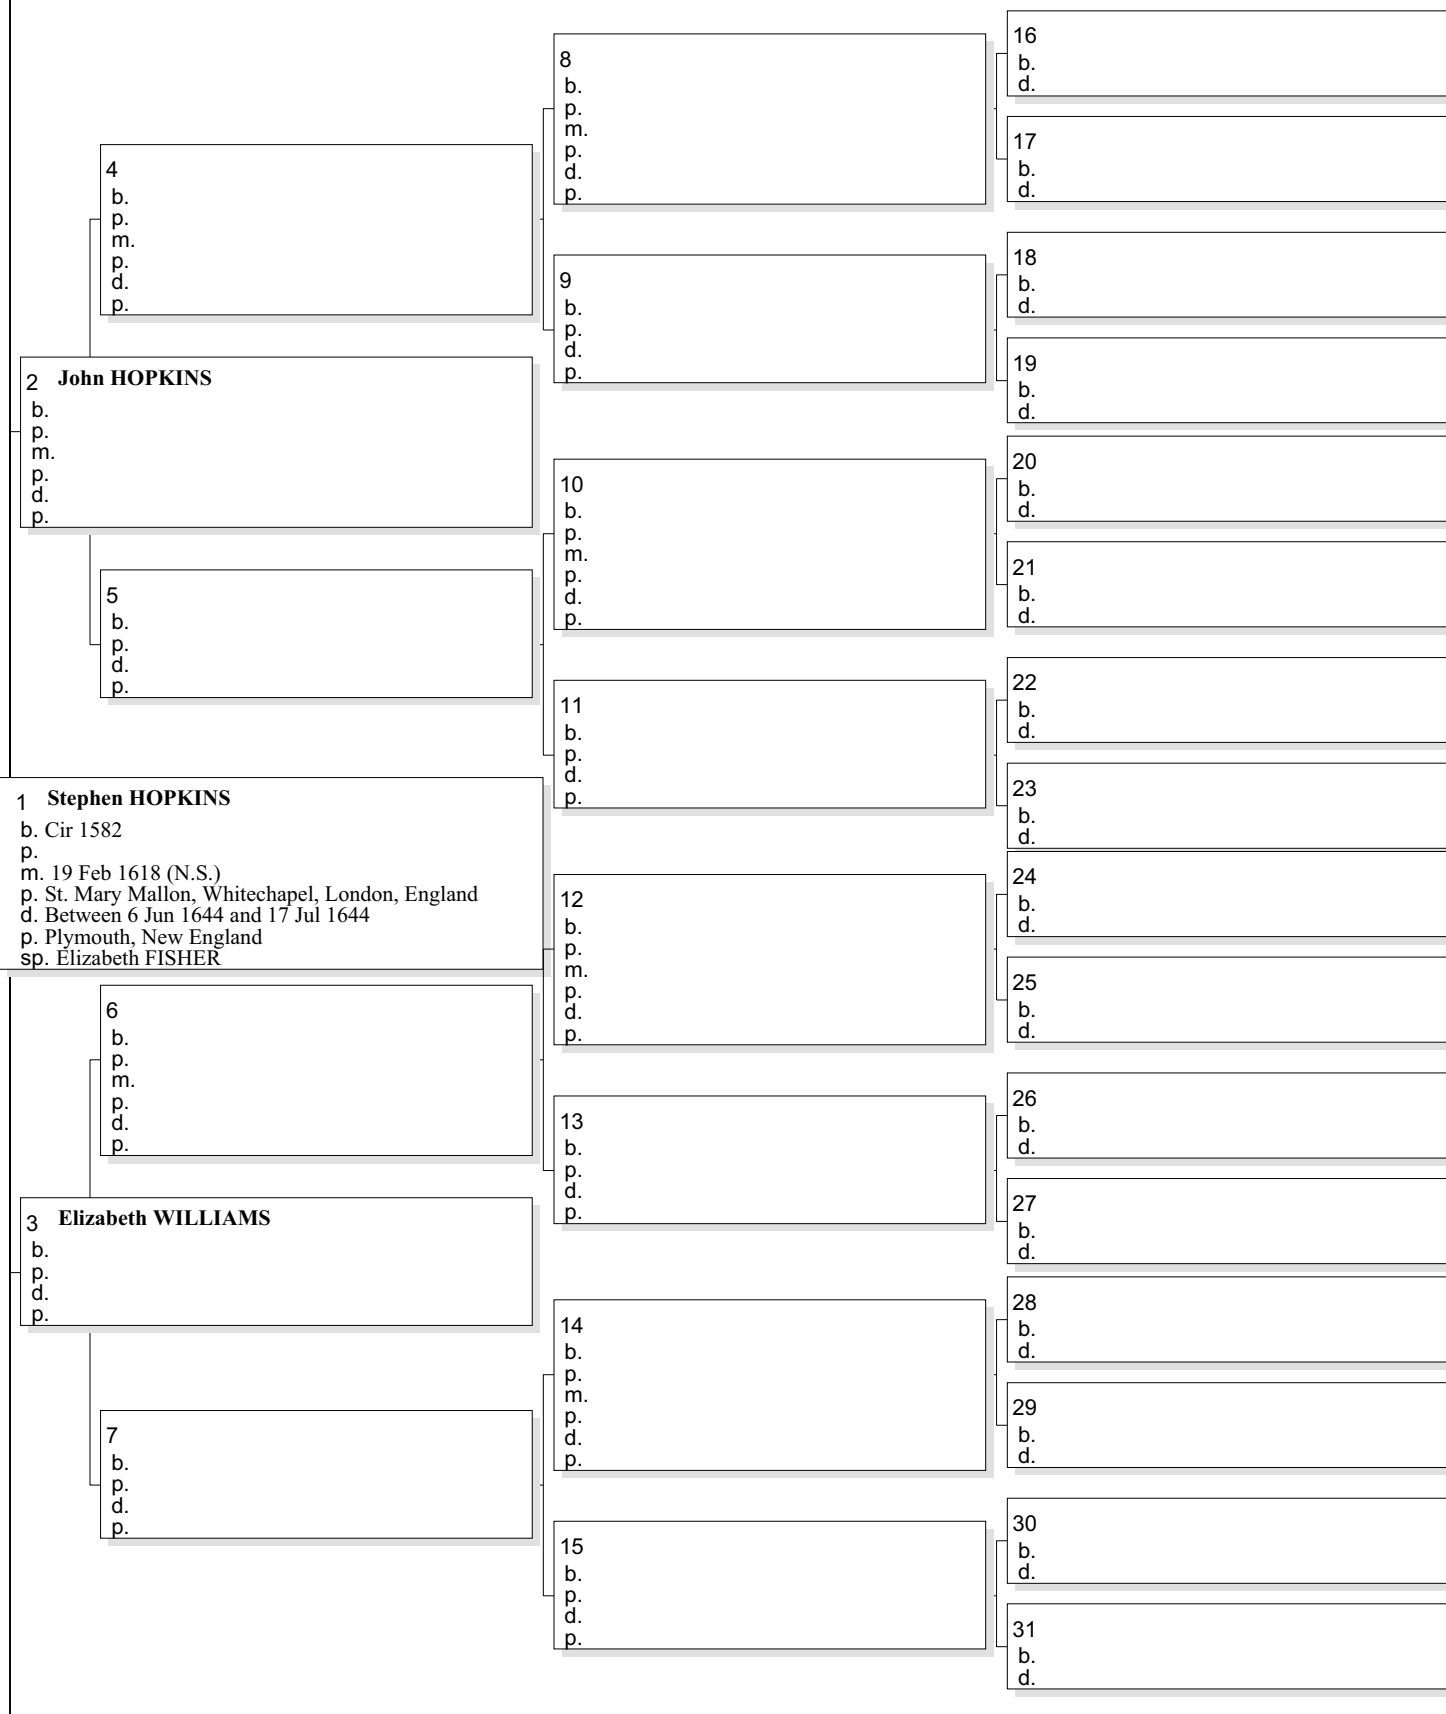 4
b.
p.
m.
p.
d.
p.
2 John HOPKINS
b.
p.
m.
p.
d.
p.
5
b.
p.
d.
p.
1 Stephen HOPKINS
b. Cir 1582
p.
m. 19 Feb 1618 (N.S.)
p. St. Mary Mallon, Whitechapel, London, England
d. Between 6 Jun 1644 and 17 Jul 1644
p. Plymouth, New England
sp. Elizabeth FISHER
6
b.
p.
m.
p.
d.
p.
3 Elizabeth WILLIAMS
b.
p.
d.
p.
7
b.
p.
d.
p.
8
b.
p.
m.
p.
d.
p.
9
b.
p.
d.
p.
10
b.
p.
m.
p.
d.
p.
11
b.
p.
d.
p.
12
b.
p.
m.
p.
d.
p.
13
b.
p.
d.
p.
14
b.
p.
m.
p.
d.
p.
15
b.
p.
d.
p.
16
b.
d.
17
b.
d.
18
b.
d.
19
b.
d.
20
b.
d.
21
b.
d.
22
b.
d.
23
b.
d.
24
b.
d.
25
b.
d.
26
b.
d.
27
b.
d.
28
b.
d.
29
b.
d.
30
b.
d.
31
b.
d.